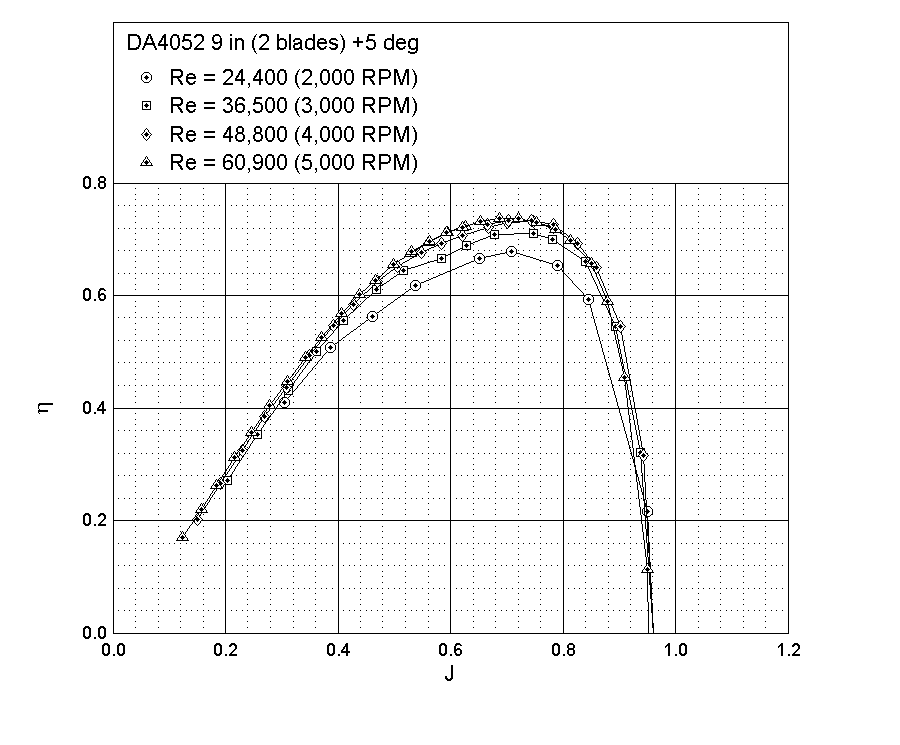 DA4052 9 in (2 blades) +5 deg
Re = 24,400 (2,000 RPM)
Re = 36,500 (3,000 RPM)
Re = 48,800 (4,000 RPM)
Re = 60,900 (5,000 RPM)
0.8
0.6
η
0.4
0.2
0.0
0.0 0.2 0.4 0.6 0.8 1.0 1.2
J